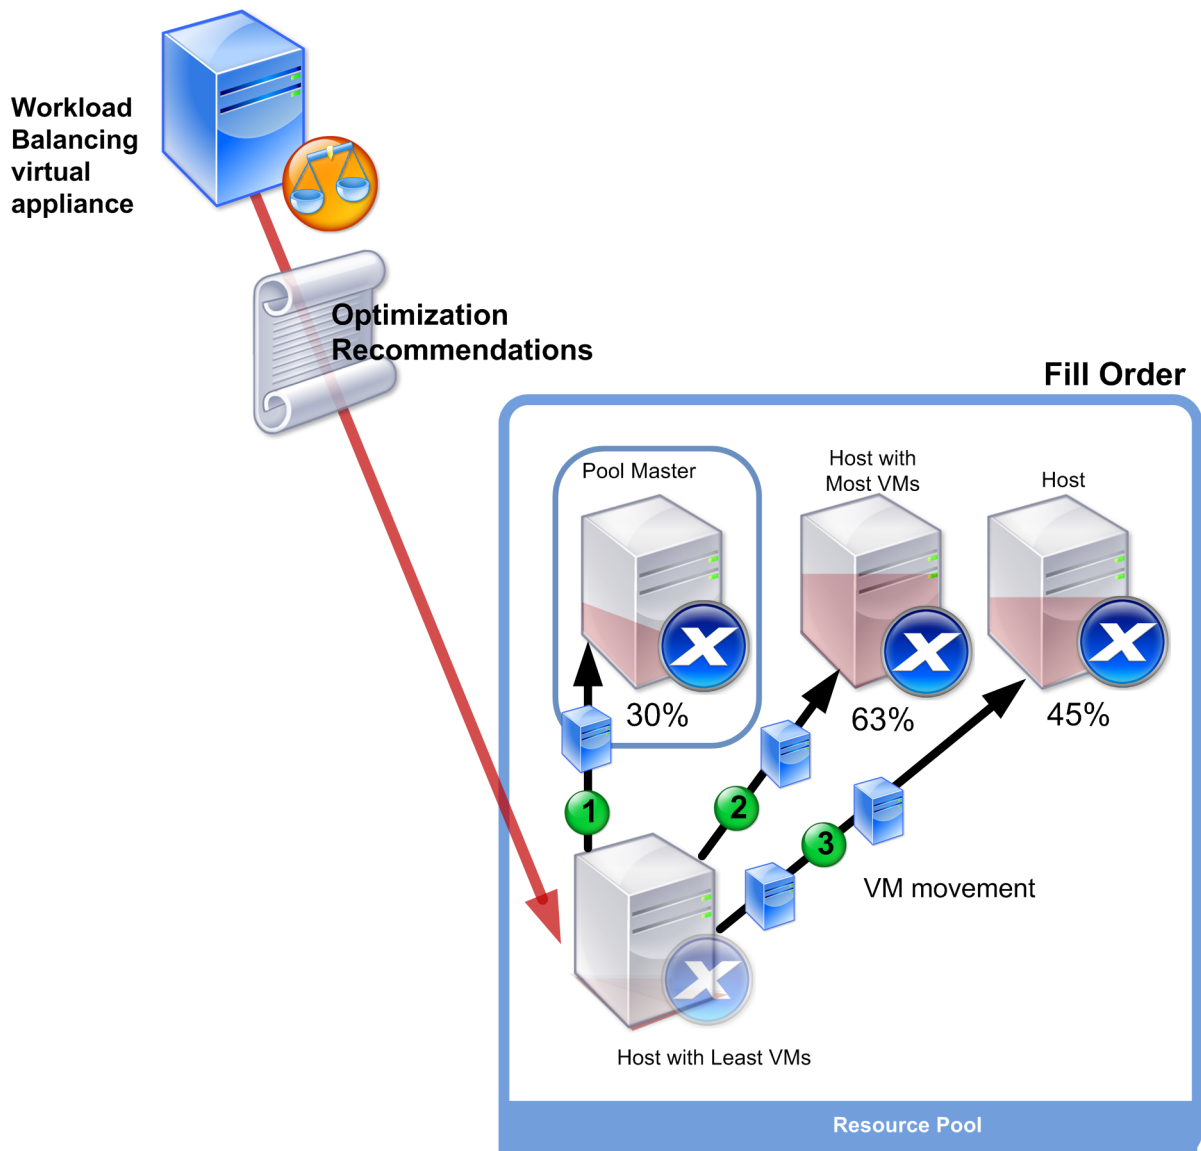 Workload
Balancing
virtual
appliance
Optimization
Recommendations
Fill Order
Pool Master
Host with
Most VMs
Host
30%
63%
45%
1
2
3
VM movement
Host with Least VMs
Resource Pool